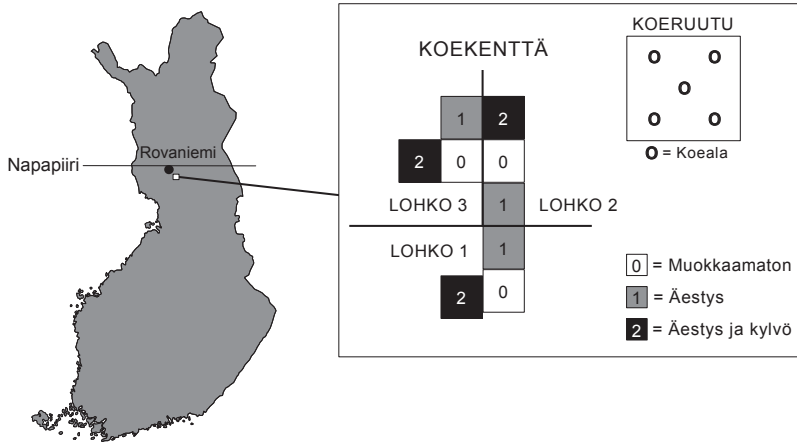 Napapiiri
Rovaniemi
KOEKENTTÄ
1 2
2 0 0
LOHKO 3 1 LOHKO 2
LOHKO 1 1
2 0
KOERUUTU
O O
O
O O
O = Koeala
0 = Muokkaamaton
1 = Äestys
2 = Äestys ja kylvö